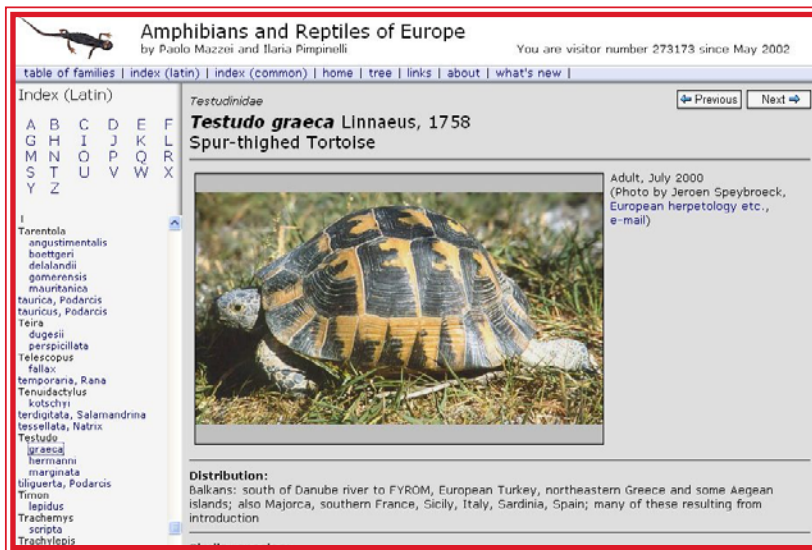 Amphibians and Reptiles of Europe
by Paolo Mazzei and Ilaria Pimpinelli
You are visitor number 273173 since May 2002
table of families | index (latin) | index (common) | home | tree | links | about | what's new |
Index (Latin)
A B C D E F
G H I J K L
M N O P Q R
S T U V W X
Y Z
T
Tarentola
angustimentalis
boettgeri
delalandii
gomerensis
mauritanica
taurica, Podarcis
tauricus, Podarcis
Teira
dugesii
perspicillata
Telescopus
fallax
temporaria, Rana
Tenuidactylus
kotschyi
terdigitata, Salamandrina
tessellata, Natrix
Testudo
graeca
hermanni
marginata
tiliguerta, Podarcis
Timon
lepidus
Trachemys
scripta
Trachylepis
Testudinidae
Previous
Next
Testudo graeca Linnaeus, 1758
Spur-thighed Tortoise
Adult, July 2000
(Photo by Jeroen Speybroeck,
European herpetology etc.,
e-mail)
Distribution:
Balkans: south of Danube river to FYROM, European Turkey, northeastern Greece and some Aegean
islands; also Majorca, southern France, Sicily, Italy, Sardinia, Spain; many of these resulting from
introduction